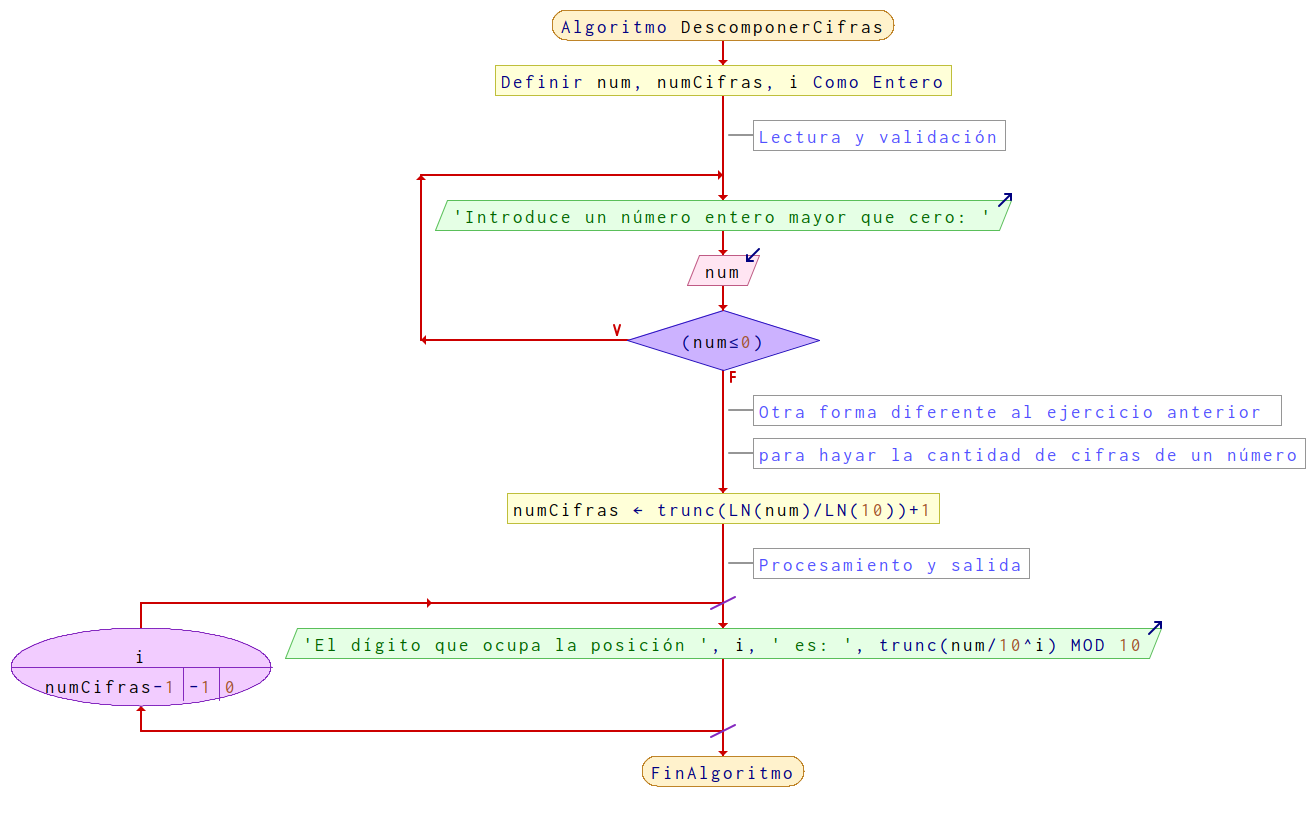 Algoritmo DescomponerCifras
Definir num, numCifras, i Como Entero
Lectura y validación
'Introduce un número entero mayor que cero: '
num
V
(num≤0)
F
Otra forma diferente al ejercicio anterior
para hayar la cantidad de cifras de un número
numCifras ← trunc(LN(num)/LN(10))+1
Procesamiento y salida
'El dígito que ocupa la posición ', i, ' es: ', trunc(num/10^i) MOD 10
i
numCifras-1 -1 0
FinAlgoritmo